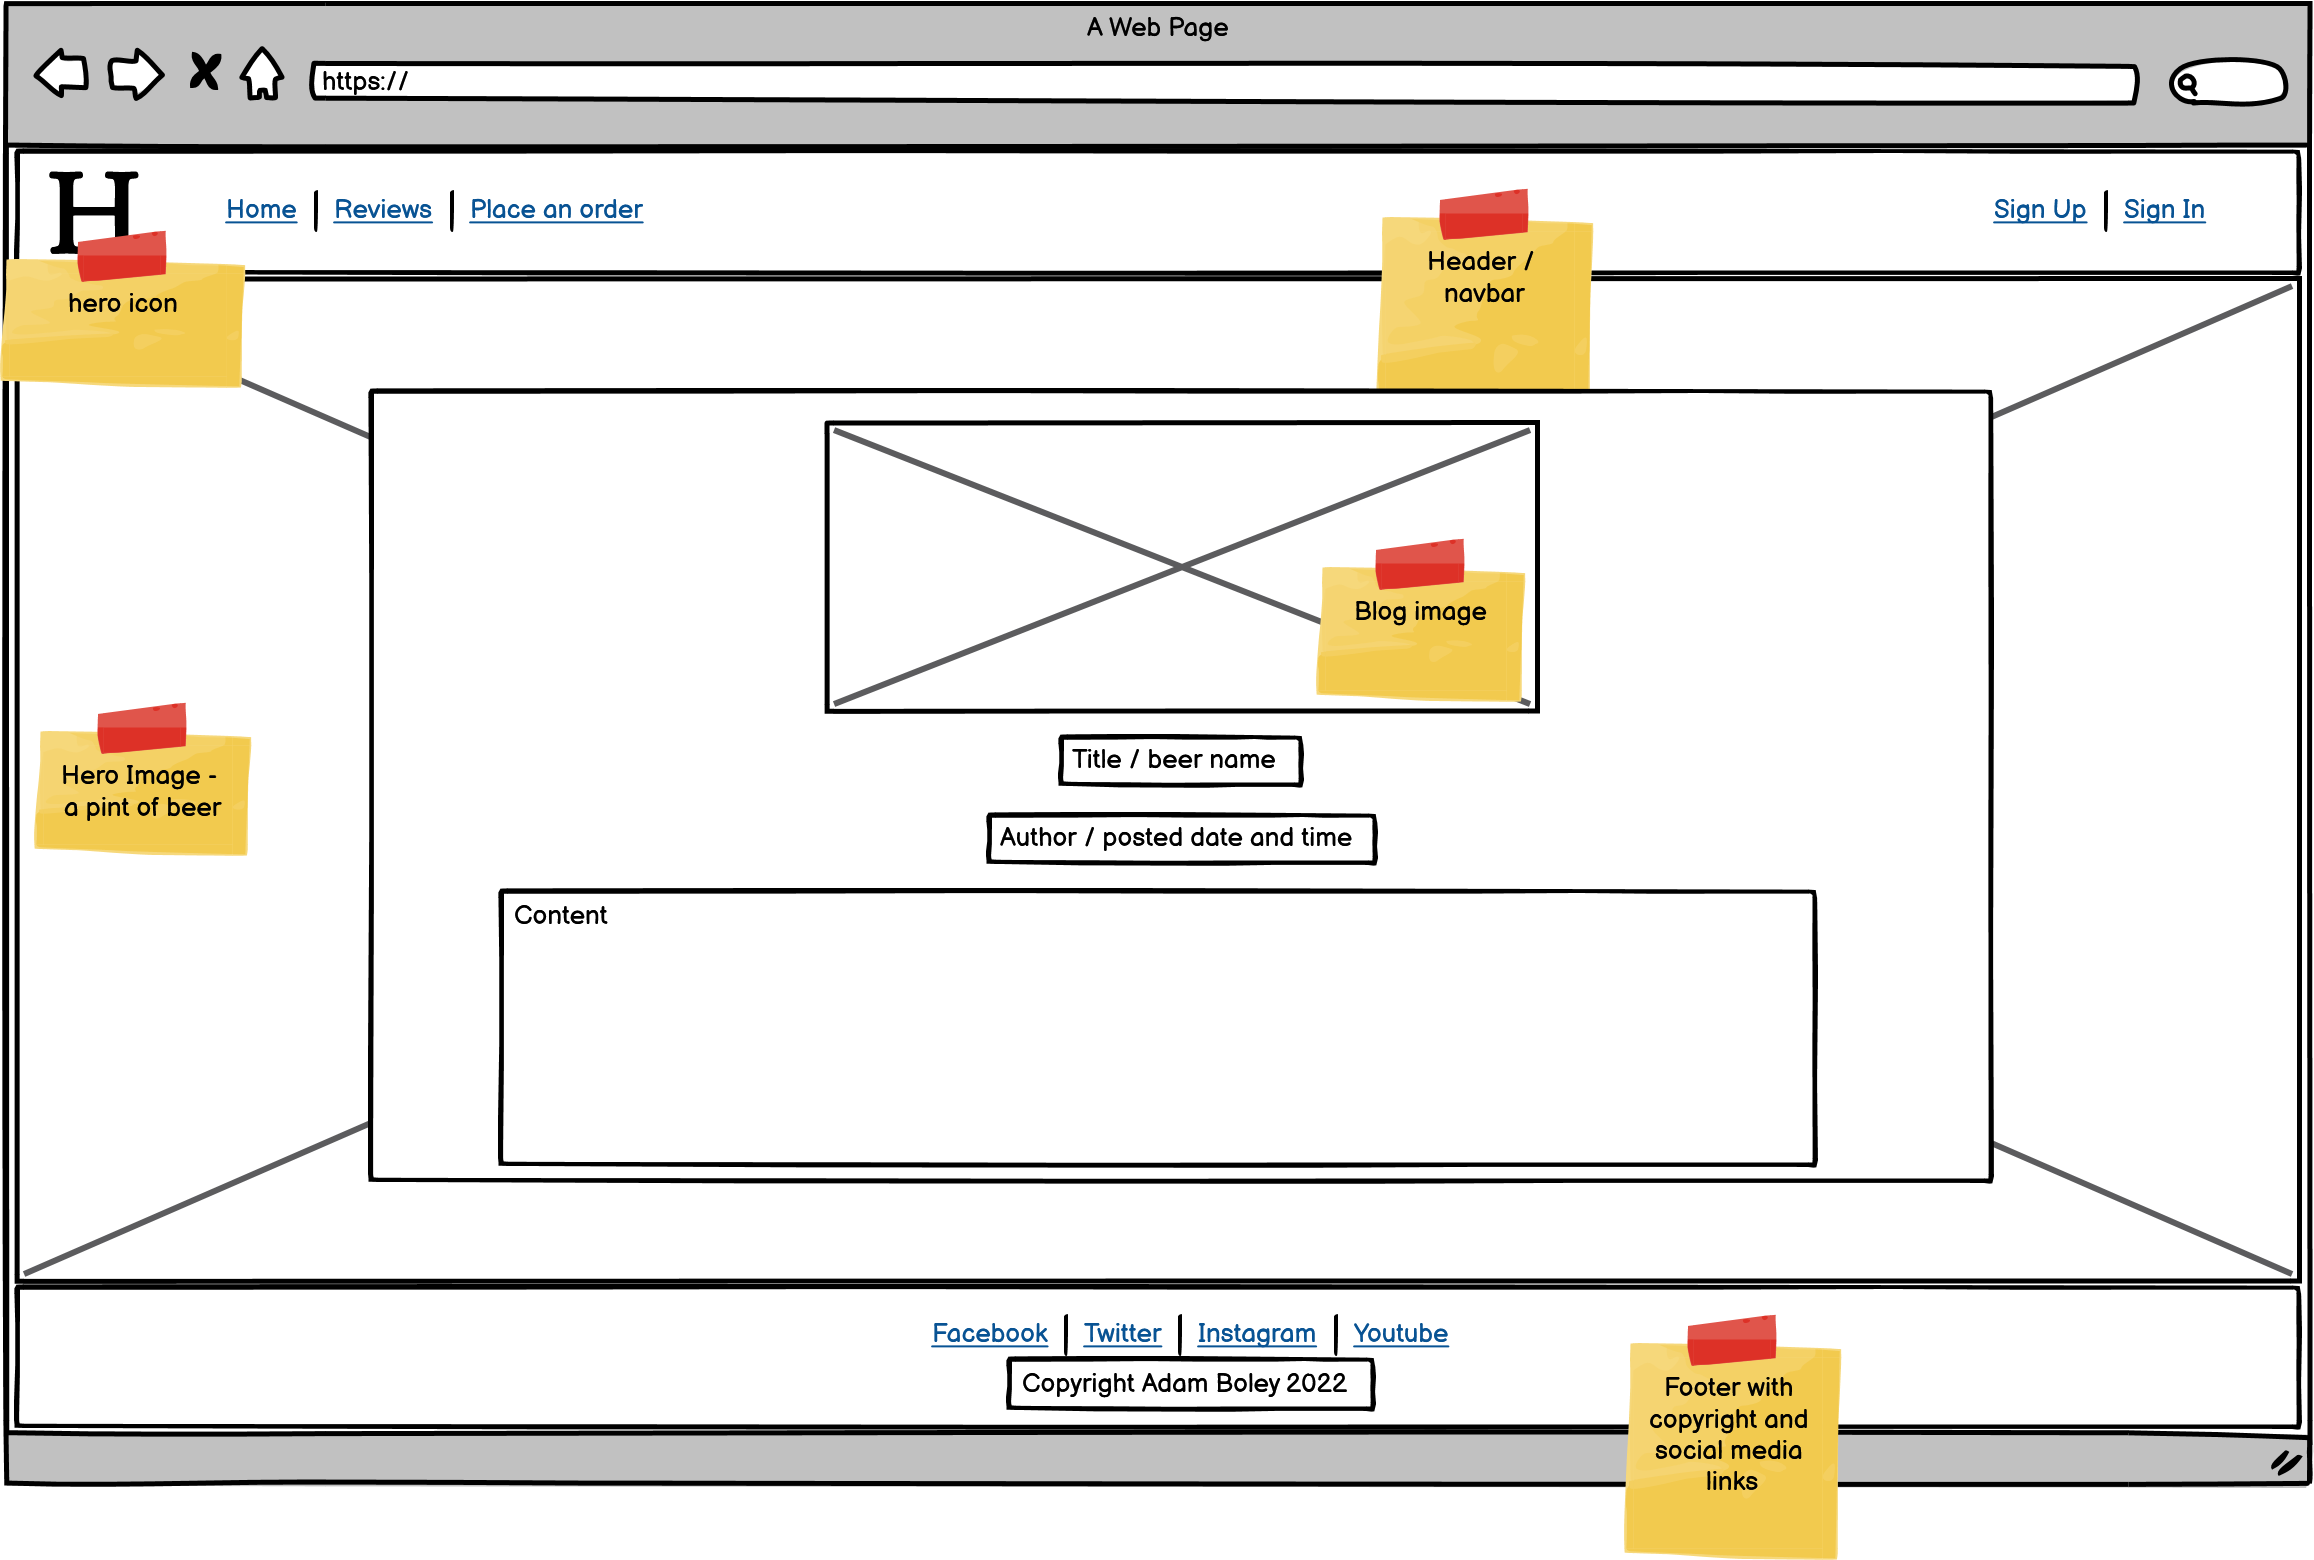 A Web Page
https://
H
Home | Reviews | Place an order
Sign Up | Sign In
hero icon
Header /
navbar
Blog image
Title / beer name
Hero Image -
a pint of beer
Author / posted date and time
Content
Facebook | Twitter | Instagram | Youtube
Copyright Adam Boley 2022
Footer with
copyright and
social media
links